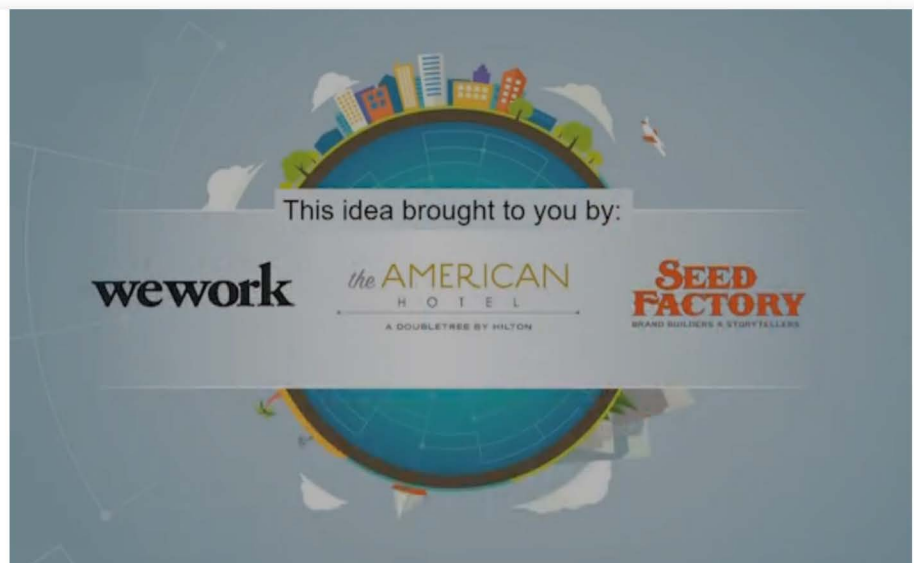 This idea brought to you by:
wework
the AMERICAN
HOTEL
A DOUBLETREE BY HILTON
SEED
FACTORY
BRAND BUILDERS & STORYTELLERS